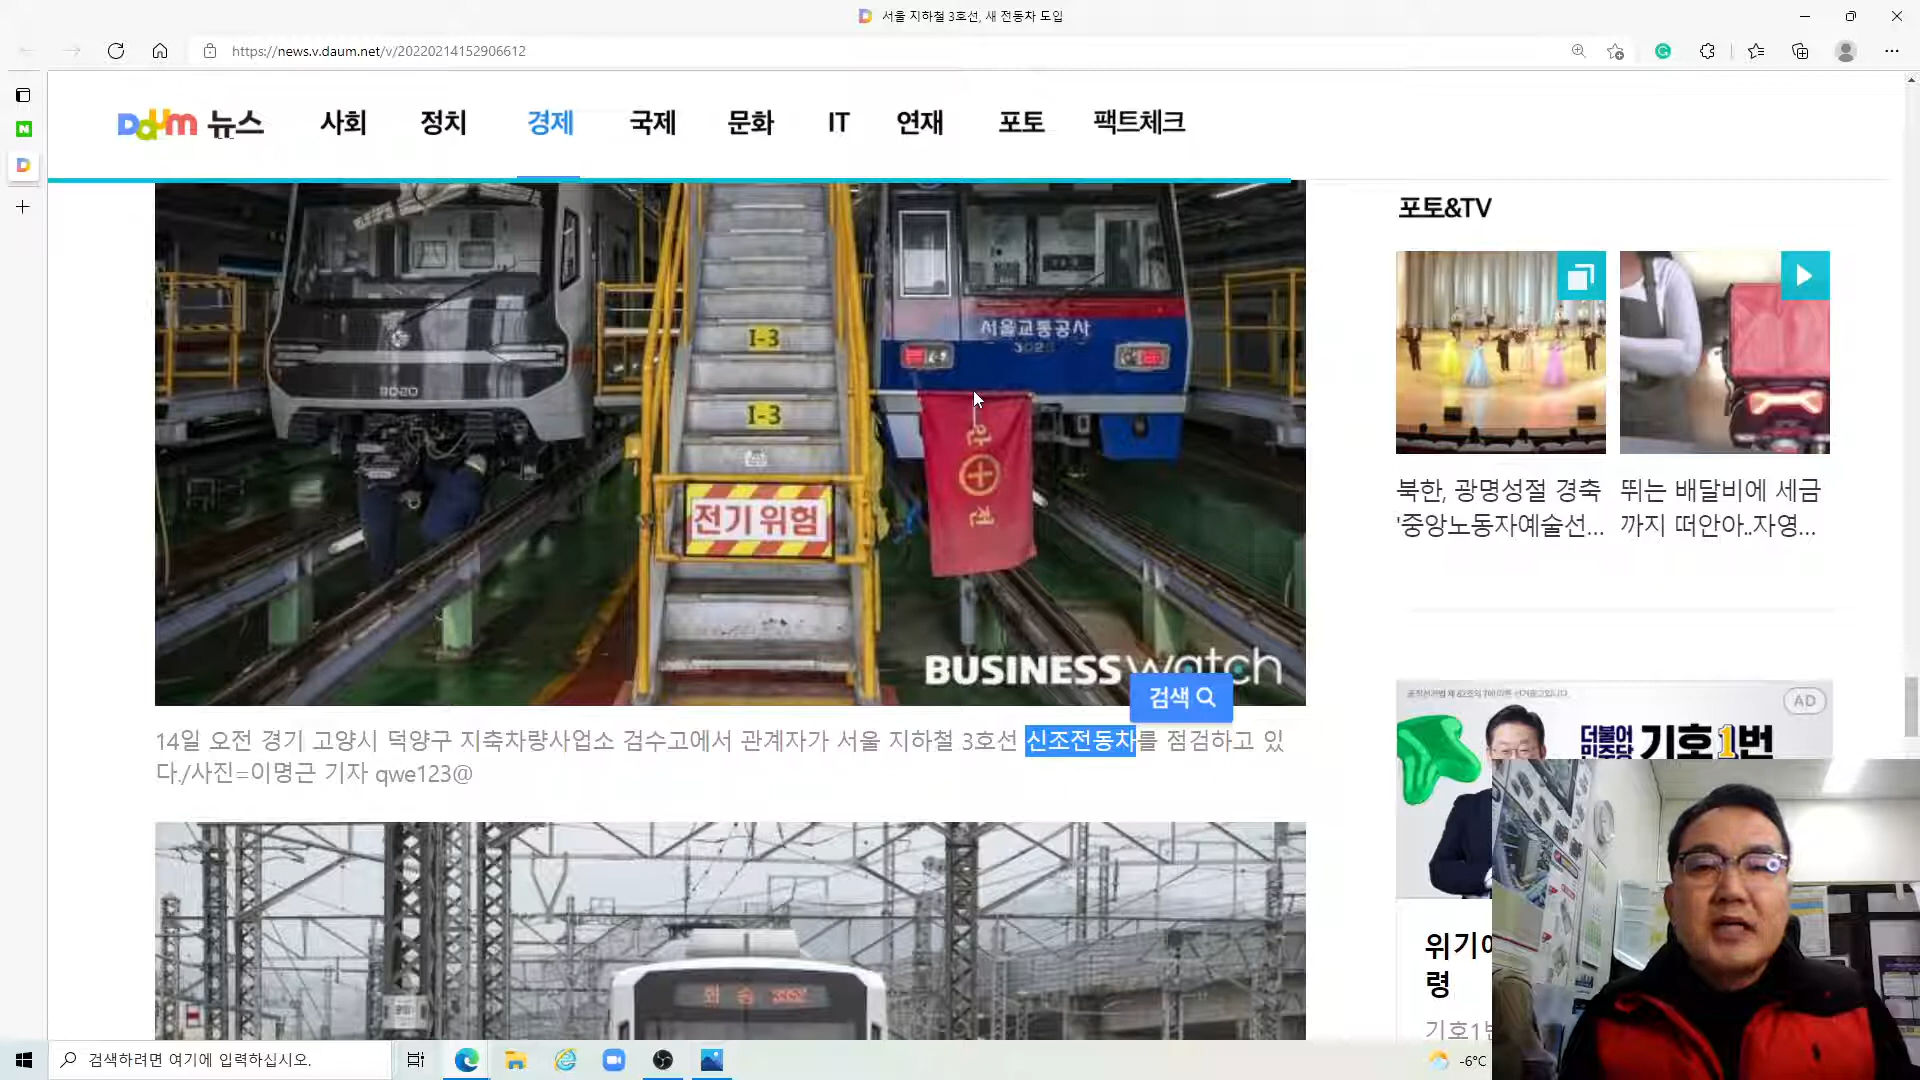 서울 지하철 3호선, 새 전동차 도입
https://news.v.daum.net/v/20220214152906612
Daum 뉴스 사회 정치 경제 국제 문화 IT 연재 포토 팩트체크
포토&TV
서울교통공사
I-3
I-3
안
전
전기 위험
BUSINESS watch
검색
14일 오전 경기 고양시 덕양구 지축차량사업소 검수고에서 관계자가 서울 지하철 3호선 신조전동차를 점검하고 있
다./사진=이명근 기자 qwe123@
북한, 광명성절 경축
'중앙노동자예술선...
뛰는 배달비에 세금
까지 떠안아..자영...
AD
더불어
민주당 기호1번
위기에
령
기호1번
검색하려면 여기에 입력하십시오.
-6°C